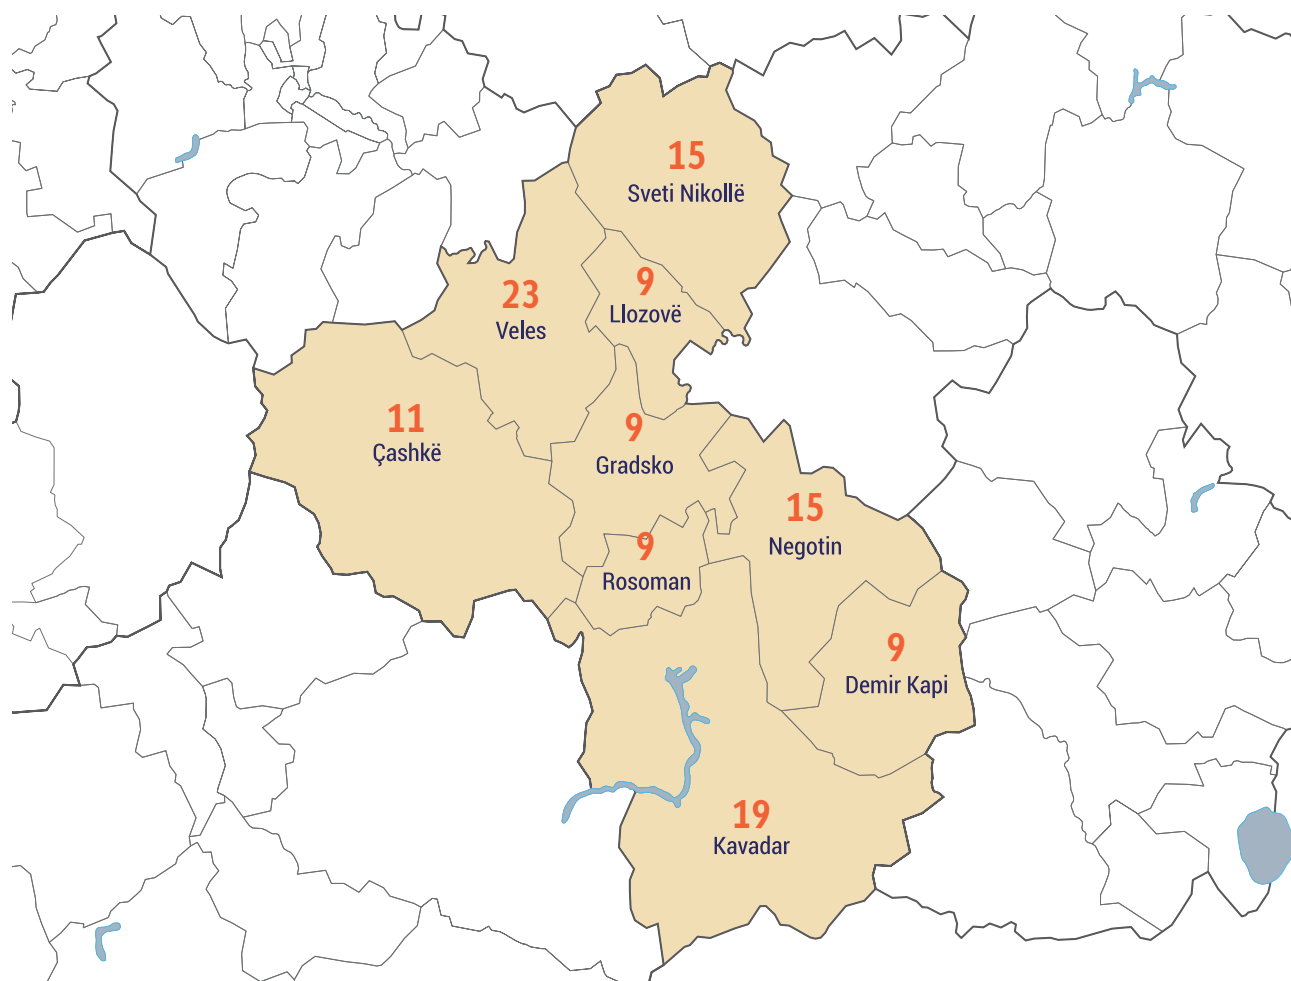 15
Sveti Nikollë
23
Veles
9
Llozovë
11
Çashkë
9
Gradsko
15
Negotin
9
Rosoman
9
Demir Kapi
19
Kavadar